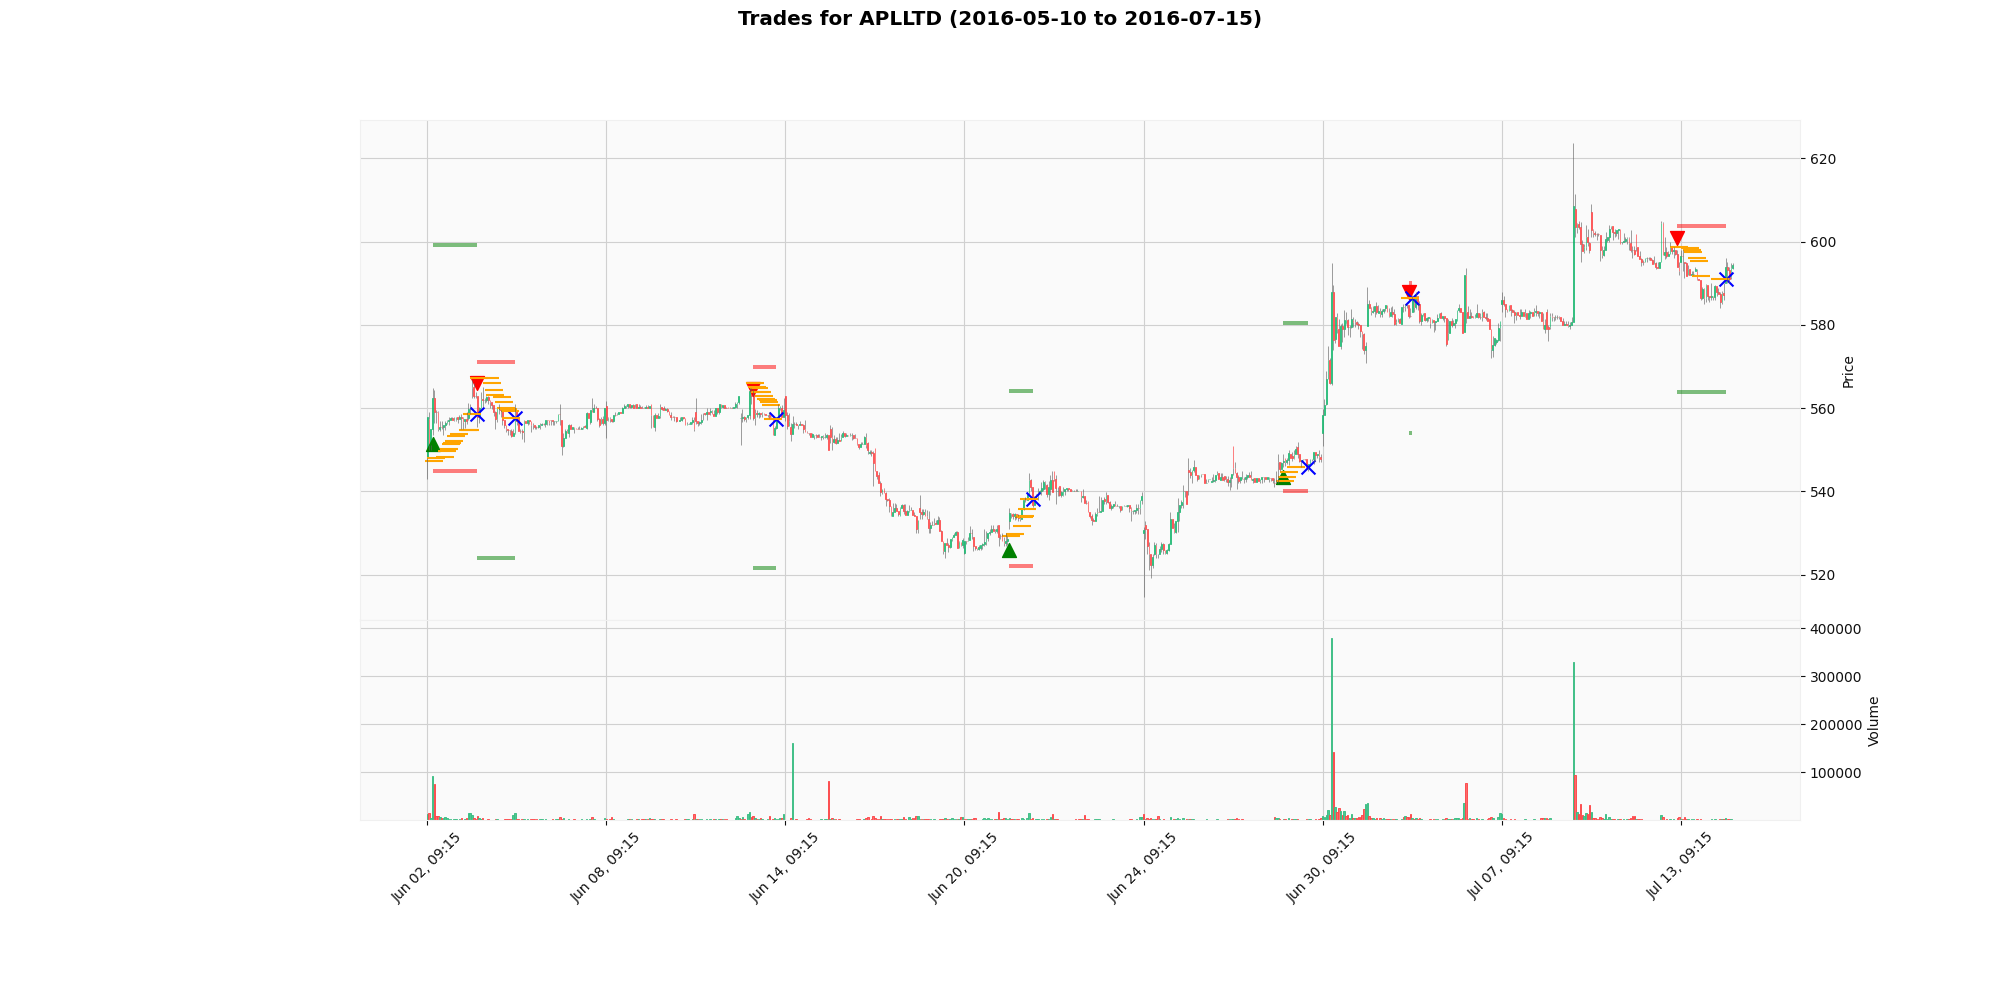 Trades for APLLTD (2016-05-10 to 2016-07-15)
620
600
580
560
540
520
Price
400000
300000
200000
100000
Volume
Jun 02, 09:15
Jun 08, 09:15
Jun 14, 09:15
Jun 20, 09:15
Jun 24, 09:15
Jun 30, 09:15
Jul 07, 09:15
Jul 13, 09:15